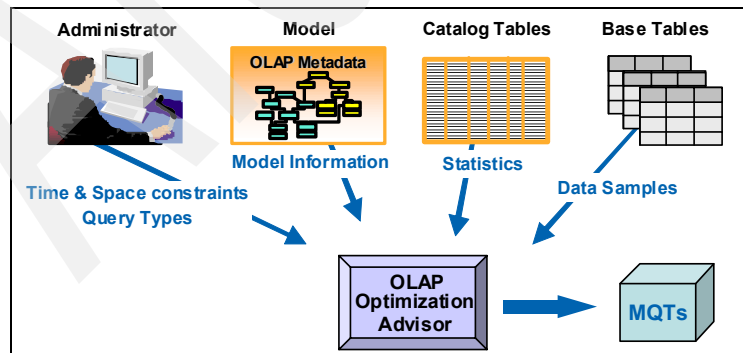 Administrator
Model
Catalog Tables
Base Tables
OLAP Metadata
Model Information
Statistics
Data Samples
Time & Space constraints
Query Types
OLAP
Optimization
Advisor
MQTs